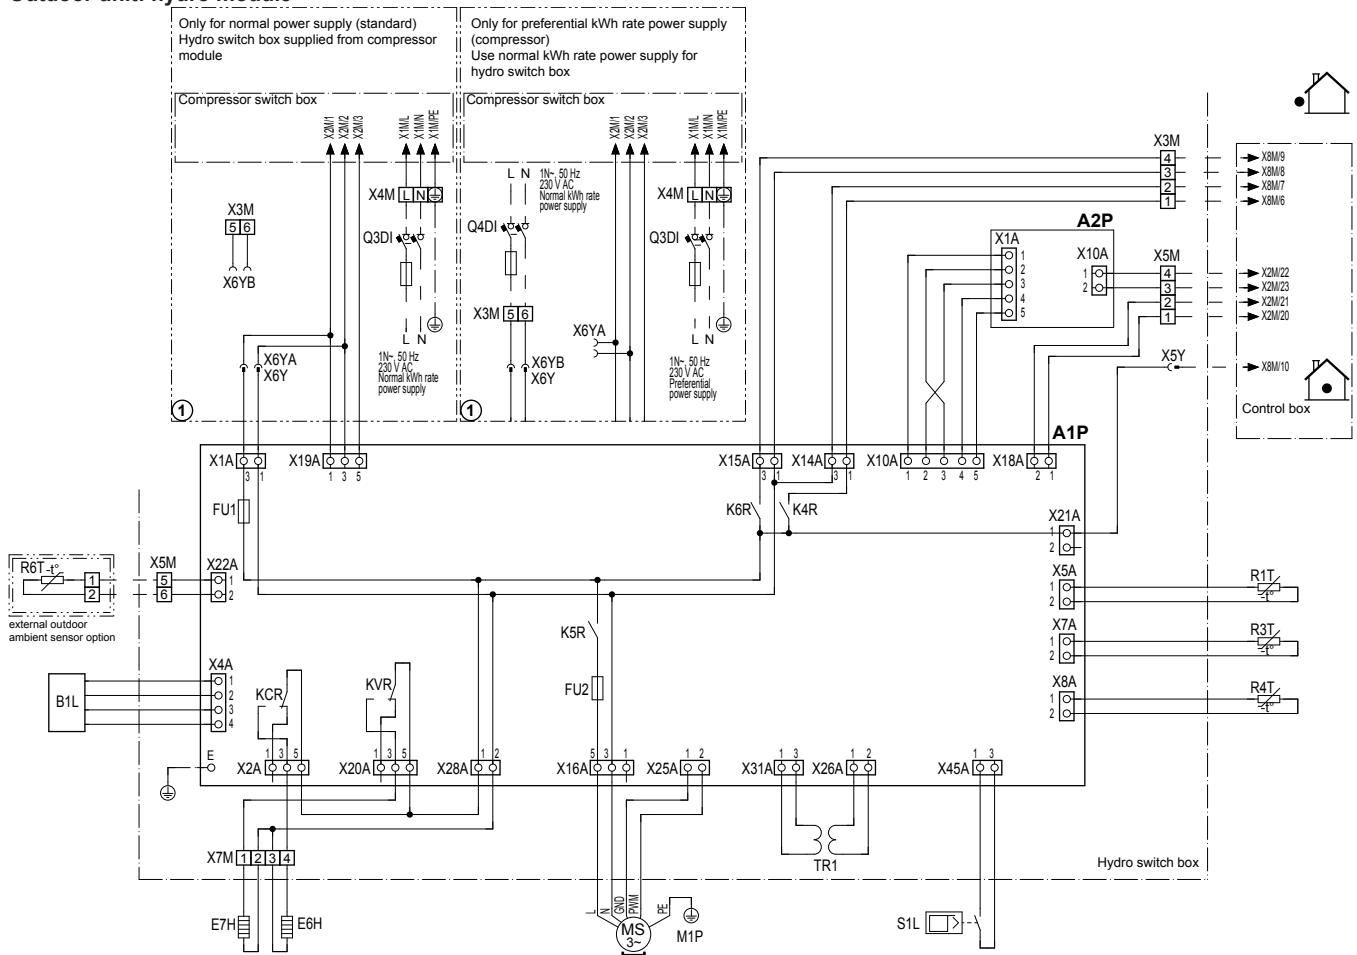 Outdoor unit: hydro module
Only for normal power supply (standard)
Hydro switch box supplied from compressor
module
Only for preferential kWh rate power supply
(compressor)
Use normal kWh rate power supply for
hydro switch box
Compressor switch box
Compressor switch box
X2M/1 X2M/2 X2M/3 X1M/L X1M/N X1M/PE
X2M/1 X2M/2 X2M/3 X1M/L X1M/N X1M/PE
X3M
5 6
X6YB
X4M L N
Q3DI
L N
1N~, 50 Hz
230 V AC
Normal kWh rate
power supply
X6YA
X6Y
1
L N
1N~, 50 Hz
230 V AC
Normal kWh rate
power supply
Q4DI
X3M 5 6
X6YB
X6Y
X6YA
X4M L N
Q3DI
L N
1N~, 50 Hz
230 V AC
Preferential
power supply
1
X3M
4
3
2
1
X8M/9
X8M/8
X8M/7
X8M/6
A2P
X1A
1
2
3
4
5
X10A
1
2
X5M
4
3
2
1
X2M/22
X2M/23
X2M/21
X2M/20
X5Y
X8M/10
Control box
A1P
X1A
3 1
X19A
1 3 5
X15A
3 1
X14A
3 1
X10A
1 2 3 4 5
X18A
2 1
FU1
K6R
K4R
X21A
1
2
R6T -t°
1
2
external outdoor
ambient sensor option
X5M
5
6
X22A
1
2
X5A
1
2
R1T
-t°
K5R
X7A
1
2
R3T
-t°
X4A
1
2
3
4
B1L
KCR
KVR
FU2
X8A
1
2
R4T
-t°
E
1 3 5
X2A
1 3 5
X20A
1 2
X28A
5 3 1
X16A
1 2
X25A
1 3
X31A
1 2
X26A
1 3
X45A
TR1
X7M 1 2 3 4
Hydro switch box
E7H
E6H
L N GND PWM PE
MS
3~
M1P
S1L